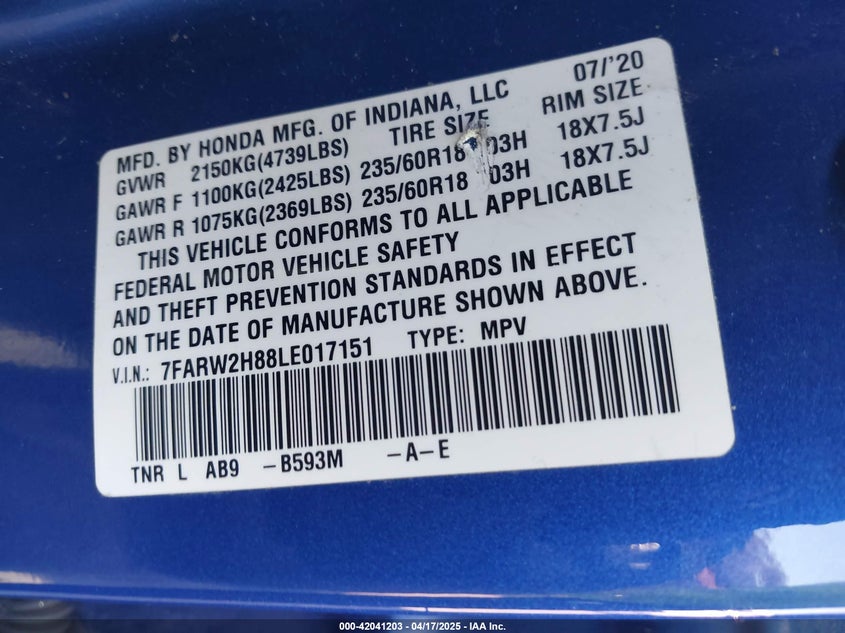 MFD. BY HONDA MFG. OF INDIANA, LLC 07/'20
GVWR 2150KG(4739LBS) TIRE SIZE RIM SIZE
GAWR F 1100KG(2425LBS) 235/60R18 03H 18X7.5J
GAWR R 1075KG(2369LBS) 235/60R18 03H 18X7.5J
THIS VEHICLE CONFORMS TO ALL APPLICABLE
FEDERAL MOTOR VEHICLE SAFETY
AND THEFT PREVENTION STANDARDS IN EFFECT
ON THE DATE OF MANUFACTURE SHOWN ABOVE.
V.I.N.: 7FARW2H88LE017151 TYPE: MPV
TNR L AB9 -B593M -A-E
000-42041203 - 04/17/2025 - IAA Inc.